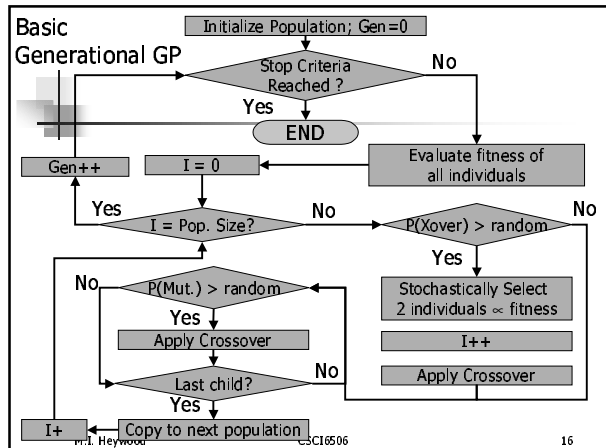 Basic
Generational GP
Initialize Population; Gen=0
Stop Criteria
Reached ?
No
Yes
END
Gen++
I = 0
Evaluate fitness of
all individuals
Yes
I = Pop. Size?
No
P(Xover) > random
No
Yes
No
P(Mut.) > random
Stochastically Select
2 individuals ∝ fitness
Yes
Apply Crossover
I++
Last child?
No
Apply Crossover
Yes
I+
Copy to next population
M.I. Heywood
CSCI6506
16